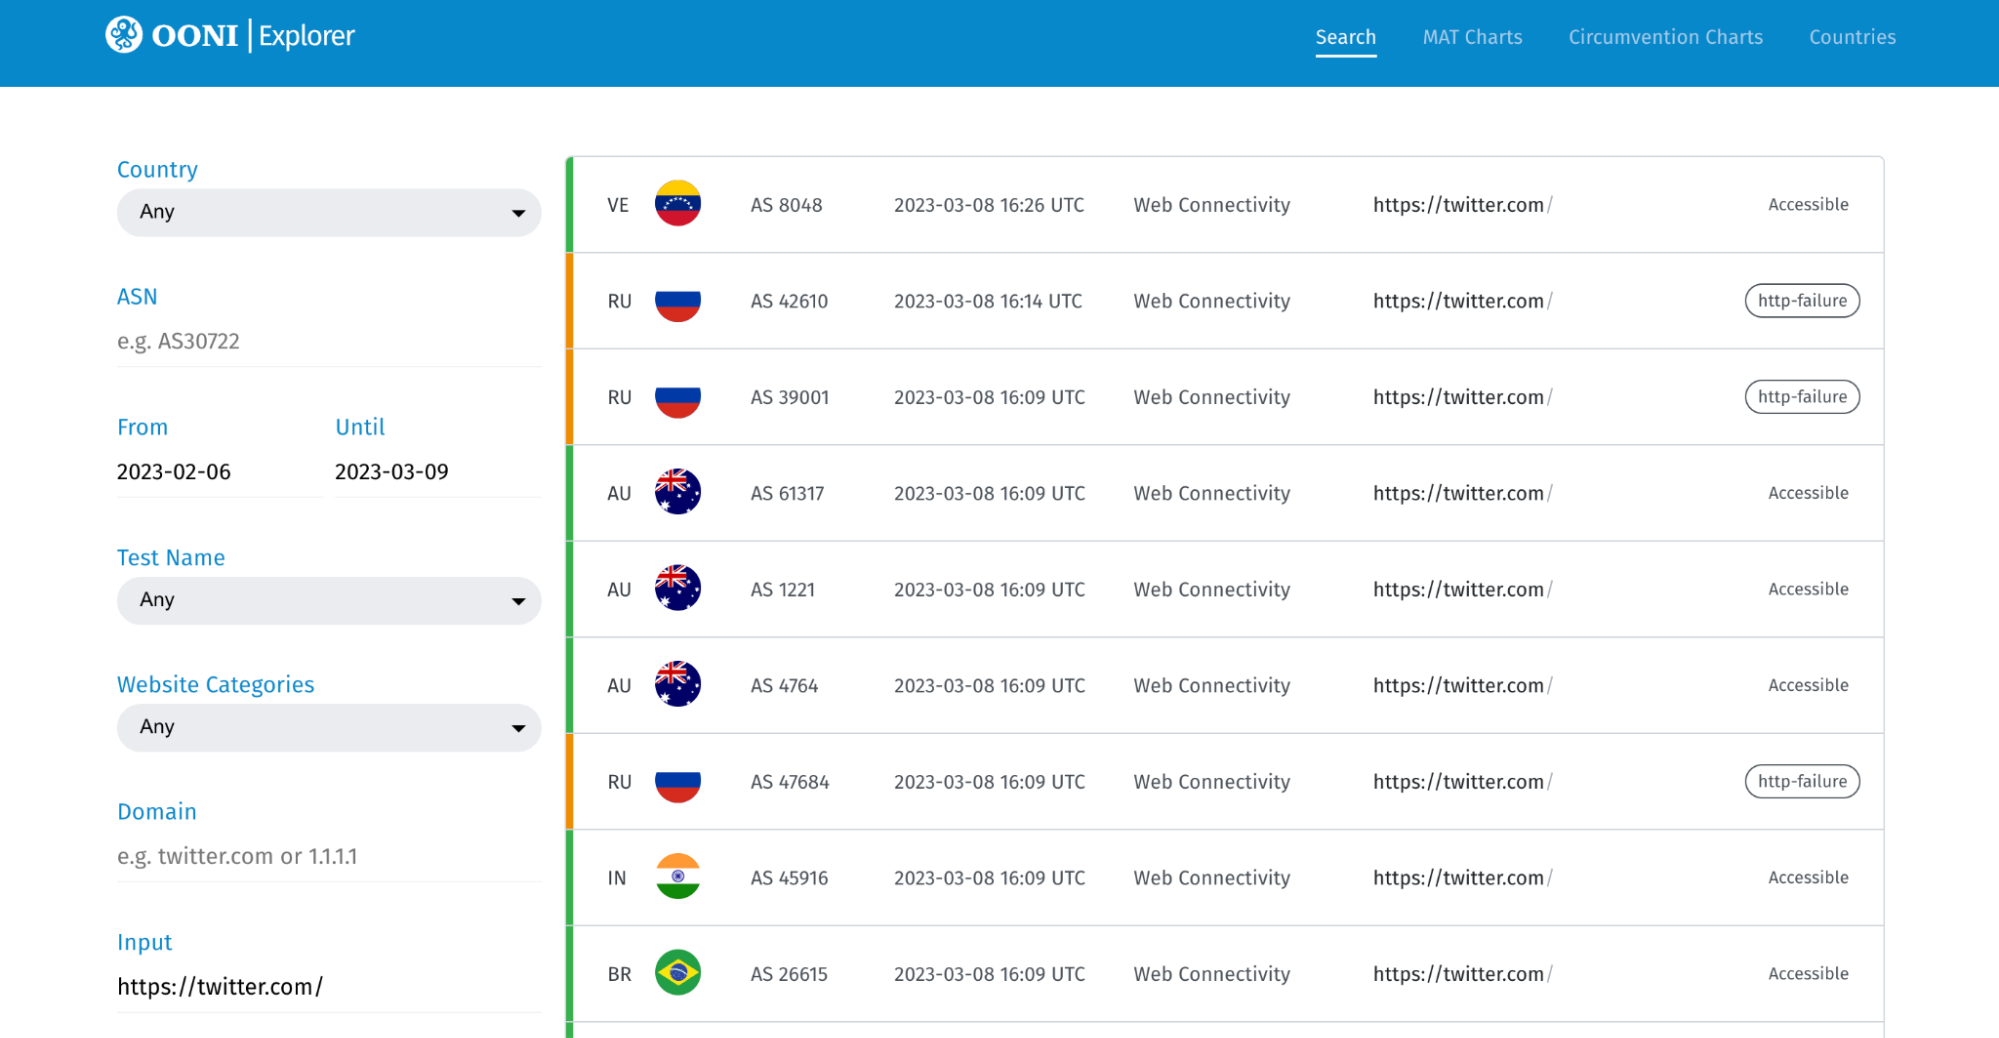 OONI | Explorer
Search MAT Charts Circumvention Charts Countries
Country
Any
ASN
e.g. AS30722
From Until
2023-02-06 2023-03-09
Test Name
Any
Website Categories
Any
Domain
e.g. twitter.com or 1.1.1.1
Input
https://twitter.com/
VE AS 8048 2023-03-08 16:26 UTC Web Connectivity https://twitter.com/ Accessible
RU AS 42610 2023-03-08 16:14 UTC Web Connectivity https://twitter.com/ http-failure
RU AS 39001 2023-03-08 16:09 UTC Web Connectivity https://twitter.com/ http-failure
AU AS 61317 2023-03-08 16:09 UTC Web Connectivity https://twitter.com/ Accessible
AU AS 1221 2023-03-08 16:09 UTC Web Connectivity https://twitter.com/ Accessible
AU AS 4764 2023-03-08 16:09 UTC Web Connectivity https://twitter.com/ Accessible
RU AS 47684 2023-03-08 16:09 UTC Web Connectivity https://twitter.com/ http-failure
IN AS 45916 2023-03-08 16:09 UTC Web Connectivity https://twitter.com/ Accessible
BR AS 26615 2023-03-08 16:09 UTC Web Connectivity https://twitter.com/ Accessible